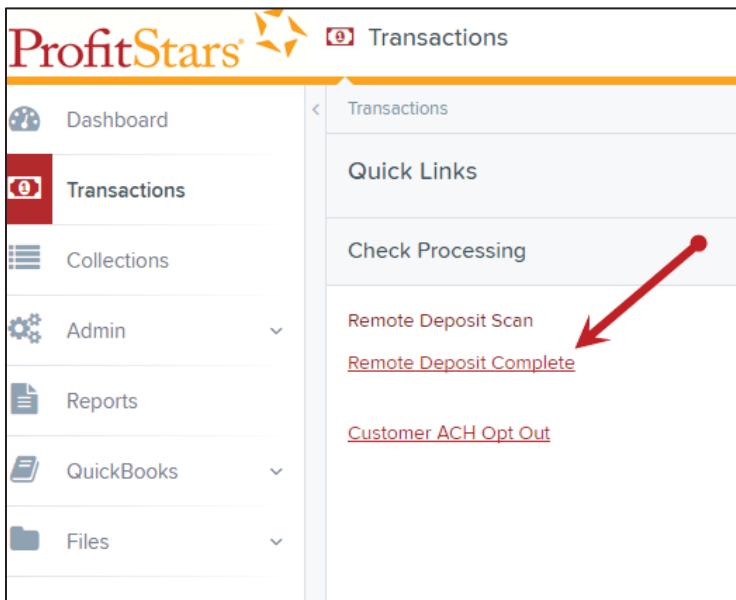 ProfitStars®
Transactions
Dashboard
Transactions
Collections
Admin
Reports
QuickBooks
Files
Transactions
Quick Links
Check Processing
Remote Deposit Scan
Remote Deposit Complete
Customer ACH Opt Out